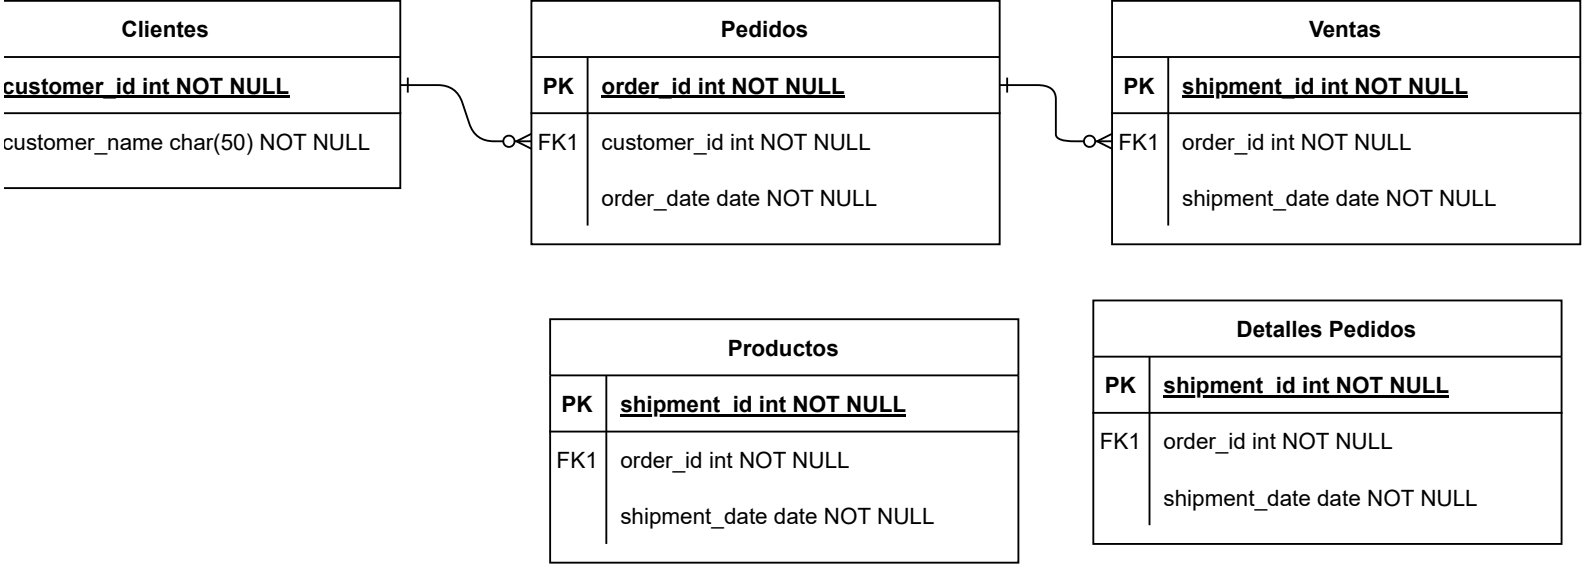 Clientes
customer_id int NOT NULL
customer_name char(50) NOT NULL
Pedidos
PK order_id int NOT NULL
FK1 customer_id int NOT NULL
order_date date NOT NULL
Ventas
PK shipment_id int NOT NULL
FK1 order_id int NOT NULL
shipment_date date NOT NULL
Productos
PK shipment_id int NOT NULL
FK1 order_id int NOT NULL
shipment_date date NOT NULL
Detalles Pedidos
PK shipment_id int NOT NULL
FK1 order_id int NOT NULL
shipment_date date NOT NULL